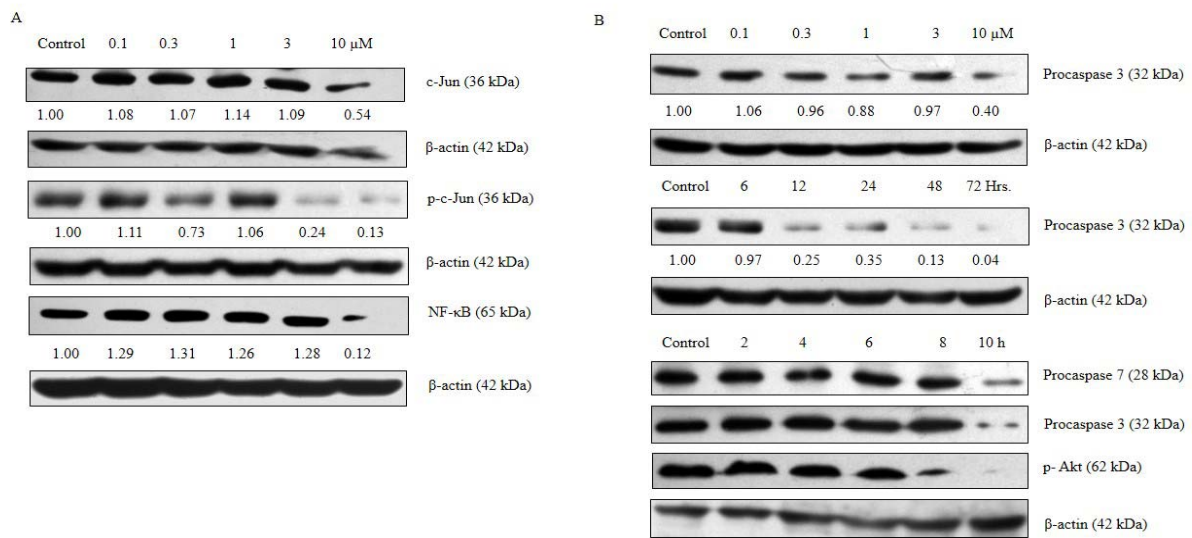 A
Control 0.1 0.3 1 3 10 µM
c-Jun (36 kDa)
1.00 1.08 1.07 1.14 1.09 0.54
β-actin (42 kDa)
p-c-Jun (36 kDa)
1.00 1.11 0.73 1.06 0.24 0.13
β-actin (42 kDa)
NF-κB (65 kDa)
1.00 1.29 1.31 1.26 1.28 0.12
β-actin (42 kDa)
B
Control 0.1 0.3 1 3 10 µM
Procaspase 3 (32 kDa)
1.00 1.06 0.96 0.88 0.97 0.40
β-actin (42 kDa)
Control 6 12 24 48 72 Hrs.
Procaspase 3 (32 kDa)
1.00 0.97 0.25 0.35 0.13 0.04
β-actin (42 kDa)
Control 2 4 6 8 10 h
Procaspase 7 (28 kDa)
Procaspase 3 (32 kDa)
p- Akt (62 kDa)
β-actin (42 kDa)